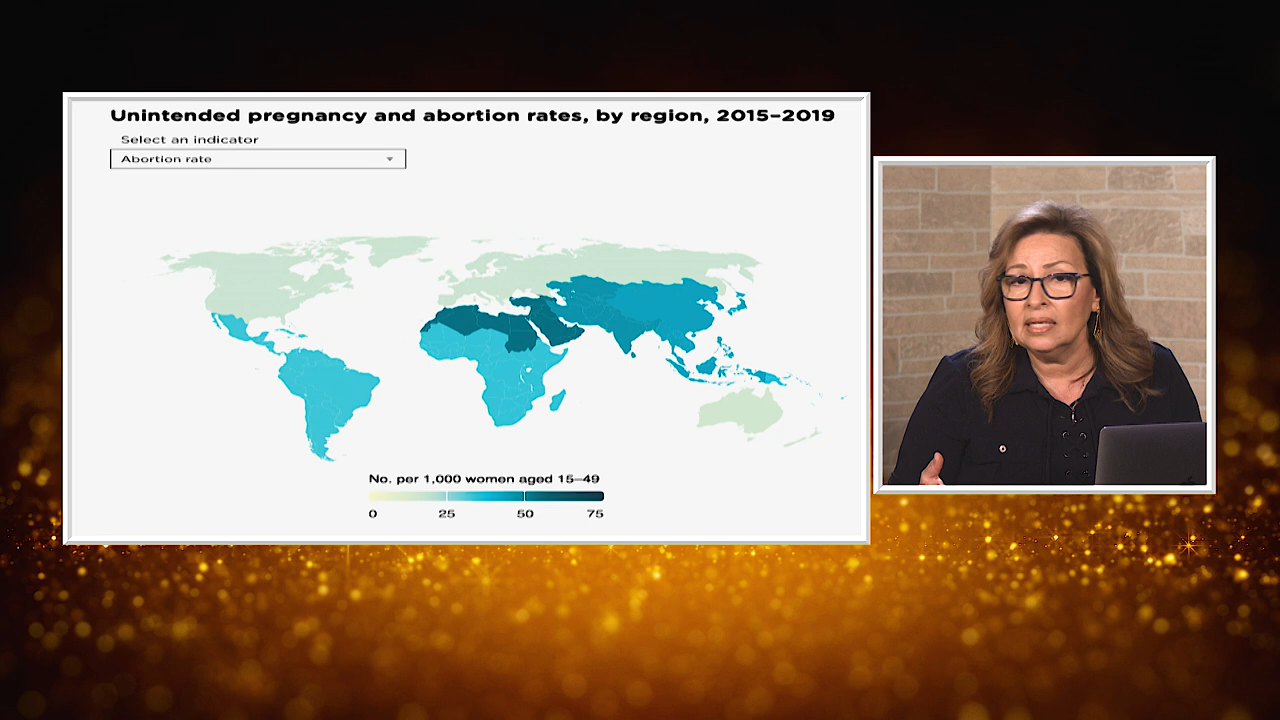 Unintended pregnancy and abortion rates, by region, 2015–2019
Select an indicator
Abortion rate
No. per 1,000 women aged 15–49
0 25 50 75